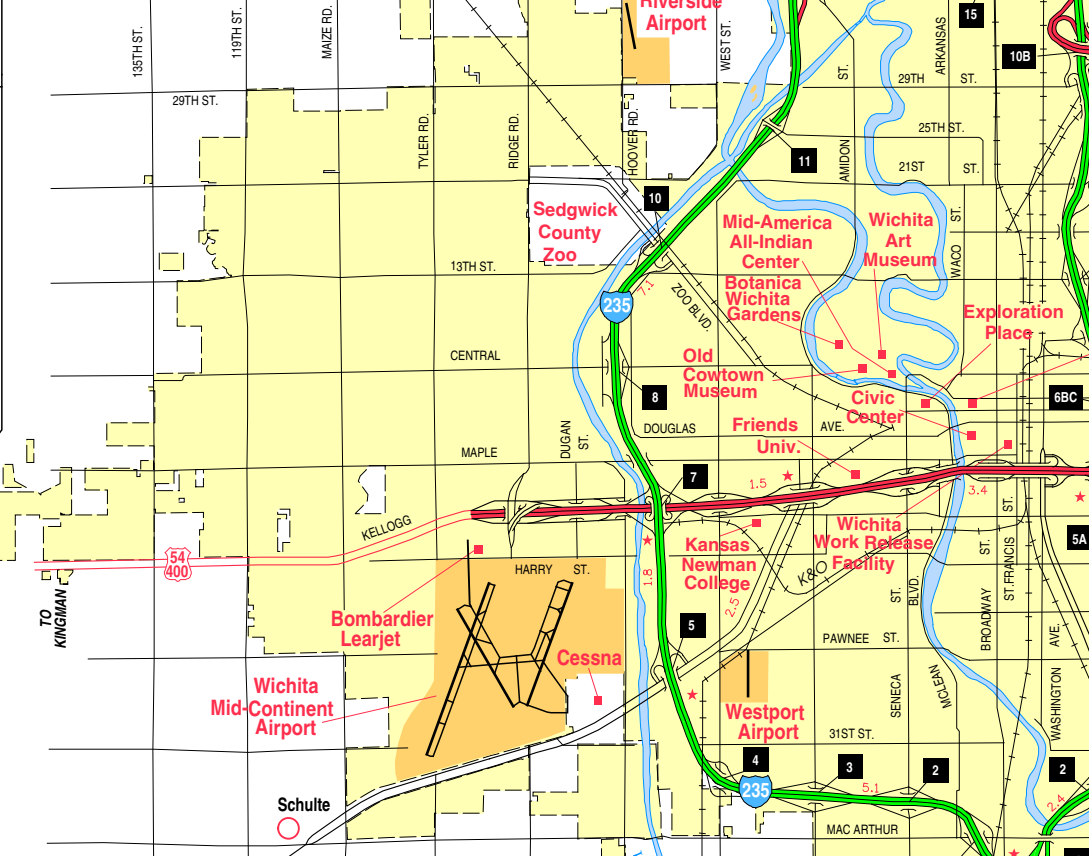 Riverside
Airport
15
10B
135TH ST.
119TH ST.
MAIZE RD.
WEST ST.
ST.
ARKANSAS
29TH ST.
29TH ST.
TYLER RD.
RIDGE RD.
HOOVER RD.
25TH ST.
11
AMIDON
21ST ST.
10
Sedgwick
County
Zoo
Mid-America
All-Indian
Center
Wichita
Art
Museum
WACO ST.
13TH ST.
7.1
235
ZOO BLVD.
Botanica
Wichita
Gardens
Exploration
Place
CENTRAL
Old
Cowtown
Museum
8
Civic
Center
6BC
DUGAN
ST.
DOUGLAS
AVE.
Friends
Univ.
MAPLE
7
1.5
3.4
KELLOGG
54
400
Kansas
Newman
College
Wichita
Work Release
Facility
ST.
5A
TO
KINGMAN
HARRY ST.
1.8
K&O
2.5
ST.
BLVD.
ST.
BROADWAY
ST.FRANCIS
Bombardier
Learjet
5
PAWNEE ST.
AVE.
Cessna
Wichita
Mid-Continent
Airport
SENECA
MCLEAN
WASHINGTON
Westport
Airport
31ST ST.
4
3
2
2
235
5.1
2.4
Schulte
MAC ARTHUR